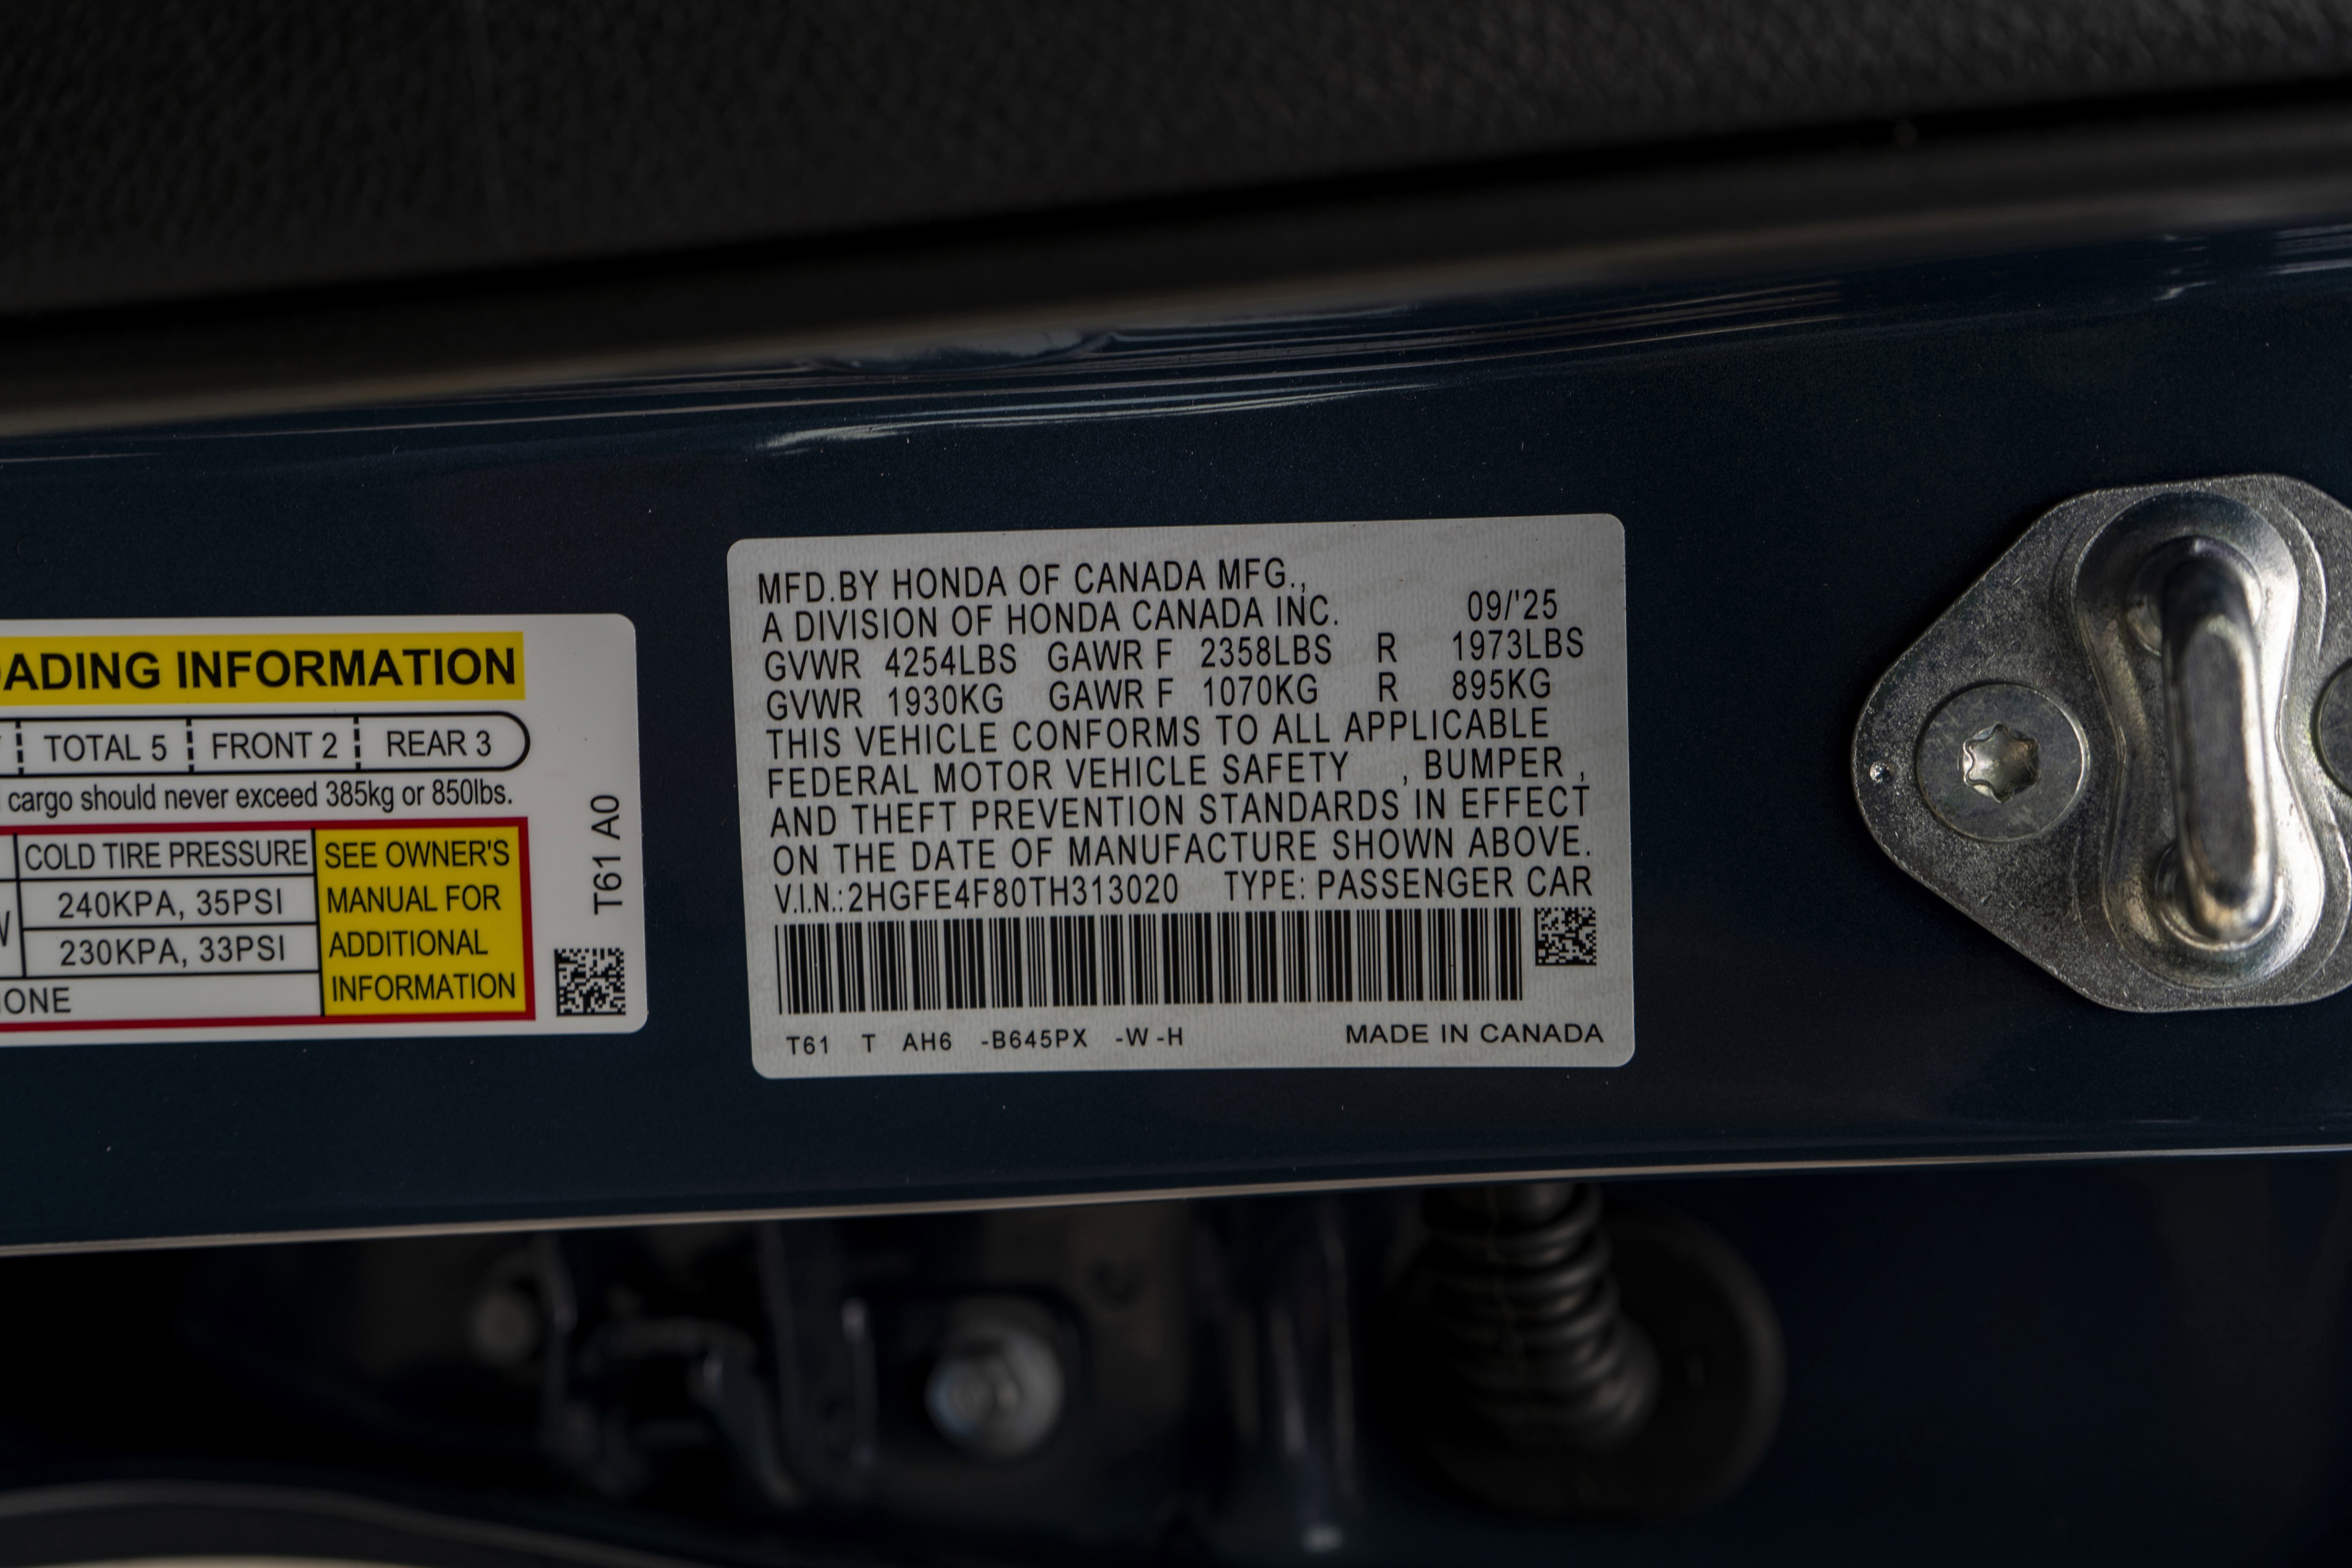 ADING INFORMATION
TOTAL 5 FRONT 2 REAR 3
cargo should never exceed 385kg or 850lbs.
COLD TIRE PRESSURE
240KPA, 35PSI
230KPA, 33PSI
ONE
SEE OWNER'S
MANUAL FOR
ADDITIONAL
INFORMATION
T61 A0
MFD.BY HONDA OF CANADA MFG.,
A DIVISION OF HONDA CANADA INC. 09/'25
GVWR 4254LBS GAWR F 2358LBS R 1973LBS
GVWR 1930KG GAWR F 1070KG R 895KG
THIS VEHICLE CONFORMS TO ALL APPLICABLE
FEDERAL MOTOR VEHICLE SAFETY , BUMPER ,
AND THEFT PREVENTION STANDARDS IN EFFECT
ON THE DATE OF MANUFACTURE SHOWN ABOVE.
V.I.N.:2HGFE4F80TH313020 TYPE: PASSENGER CAR
T61 T AH6 -B645PX -W -H MADE IN CANADA